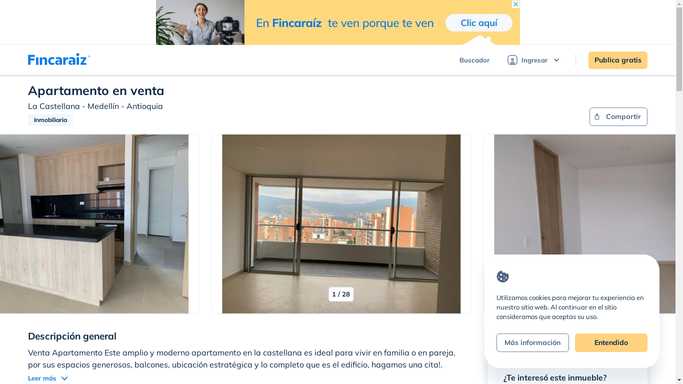 En Fincaraíz te ven porque te ven
Clic aquí
Fincaraíz
Buscador
Ingresar
Publica gratis
Apartamento en venta
La Castellana - Medellín - Antioquia
Inmobiliaria
Compartir
1 / 28
Utilizamos cookies para mejorar tu experiencia en
nuestro sitio web. Al continuar en el sitio
consideramos que aceptas su uso.
Más información
Entendido
Descripción general
Venta Apartamento Este amplio y moderno apartamento en la castellana es ideal para vivir en familia o en pareja,
por sus espacios generosos, balcones, ubicación estratégica y lo completo que es el edificio, hagamos una cita!.
Leer más
¿Te interesó este inmueble?